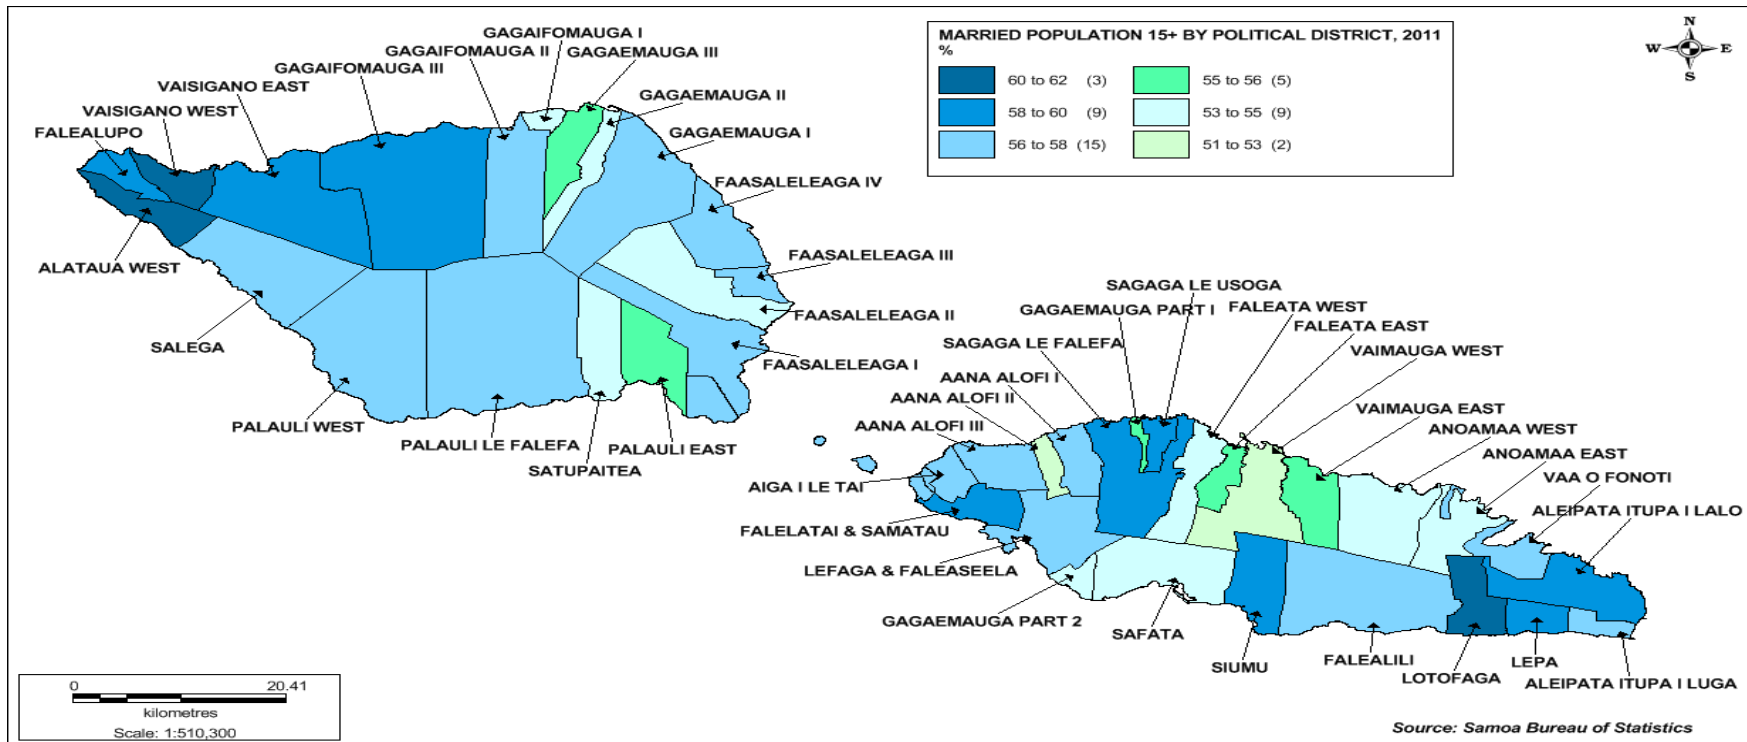 GAGAIFOMAUGA I
GAGAIFOMAUGA II
GAGAEMAUGA III
GAGAIFOMAUGA III
VAISIGANO EAST
GAGAEMAUGA II
VAISIGANO WEST
FALEALUPO
GAGAEMAUGA I
FAASALELEAGA IV
FAASALELEAGA III
ALATAUA WEST
FAASALELEAGA II
SALEGA
FAASALELEAGA I
PALAULI WEST
PALAULI LE FALEFA
PALAULI EAST
SATUPAITEA
MARRIED POPULATION 15+ BY POLITICAL DISTRICT, 2011
%
60 to 62 (3)
55 to 56 (5)
58 to 60 (9)
53 to 55 (9)
56 to 58 (15)
51 to 53 (2)
N
W E
S
SAGAGA LE USOGA
GAGAEMAUGA PART I
FALEATA WEST
FALEATA EAST
SAGAGA LE FALEFA
VAIMAUGA WEST
AANA ALOFI I
AANA ALOFI II
VAIMAUGA EAST
AANA ALOFI III
ANOAMAA WEST
ANOAMAA EAST
VAA O FONOTI
AIGA I LE TAI
ALEIPATA ITUPA I LALO
FALELATAI & SAMATAU
LEFAGA & FALEASEELA
GAGAEMAUGA PART 2
SAFATA
SIUMU
FALEALILI
LEPA
LOTOFAGA
ALEIPATA ITUPA I LUGA
0 20.41
kilometres
Scale: 1:510,300
Source: Samoa Bureau of Statistics